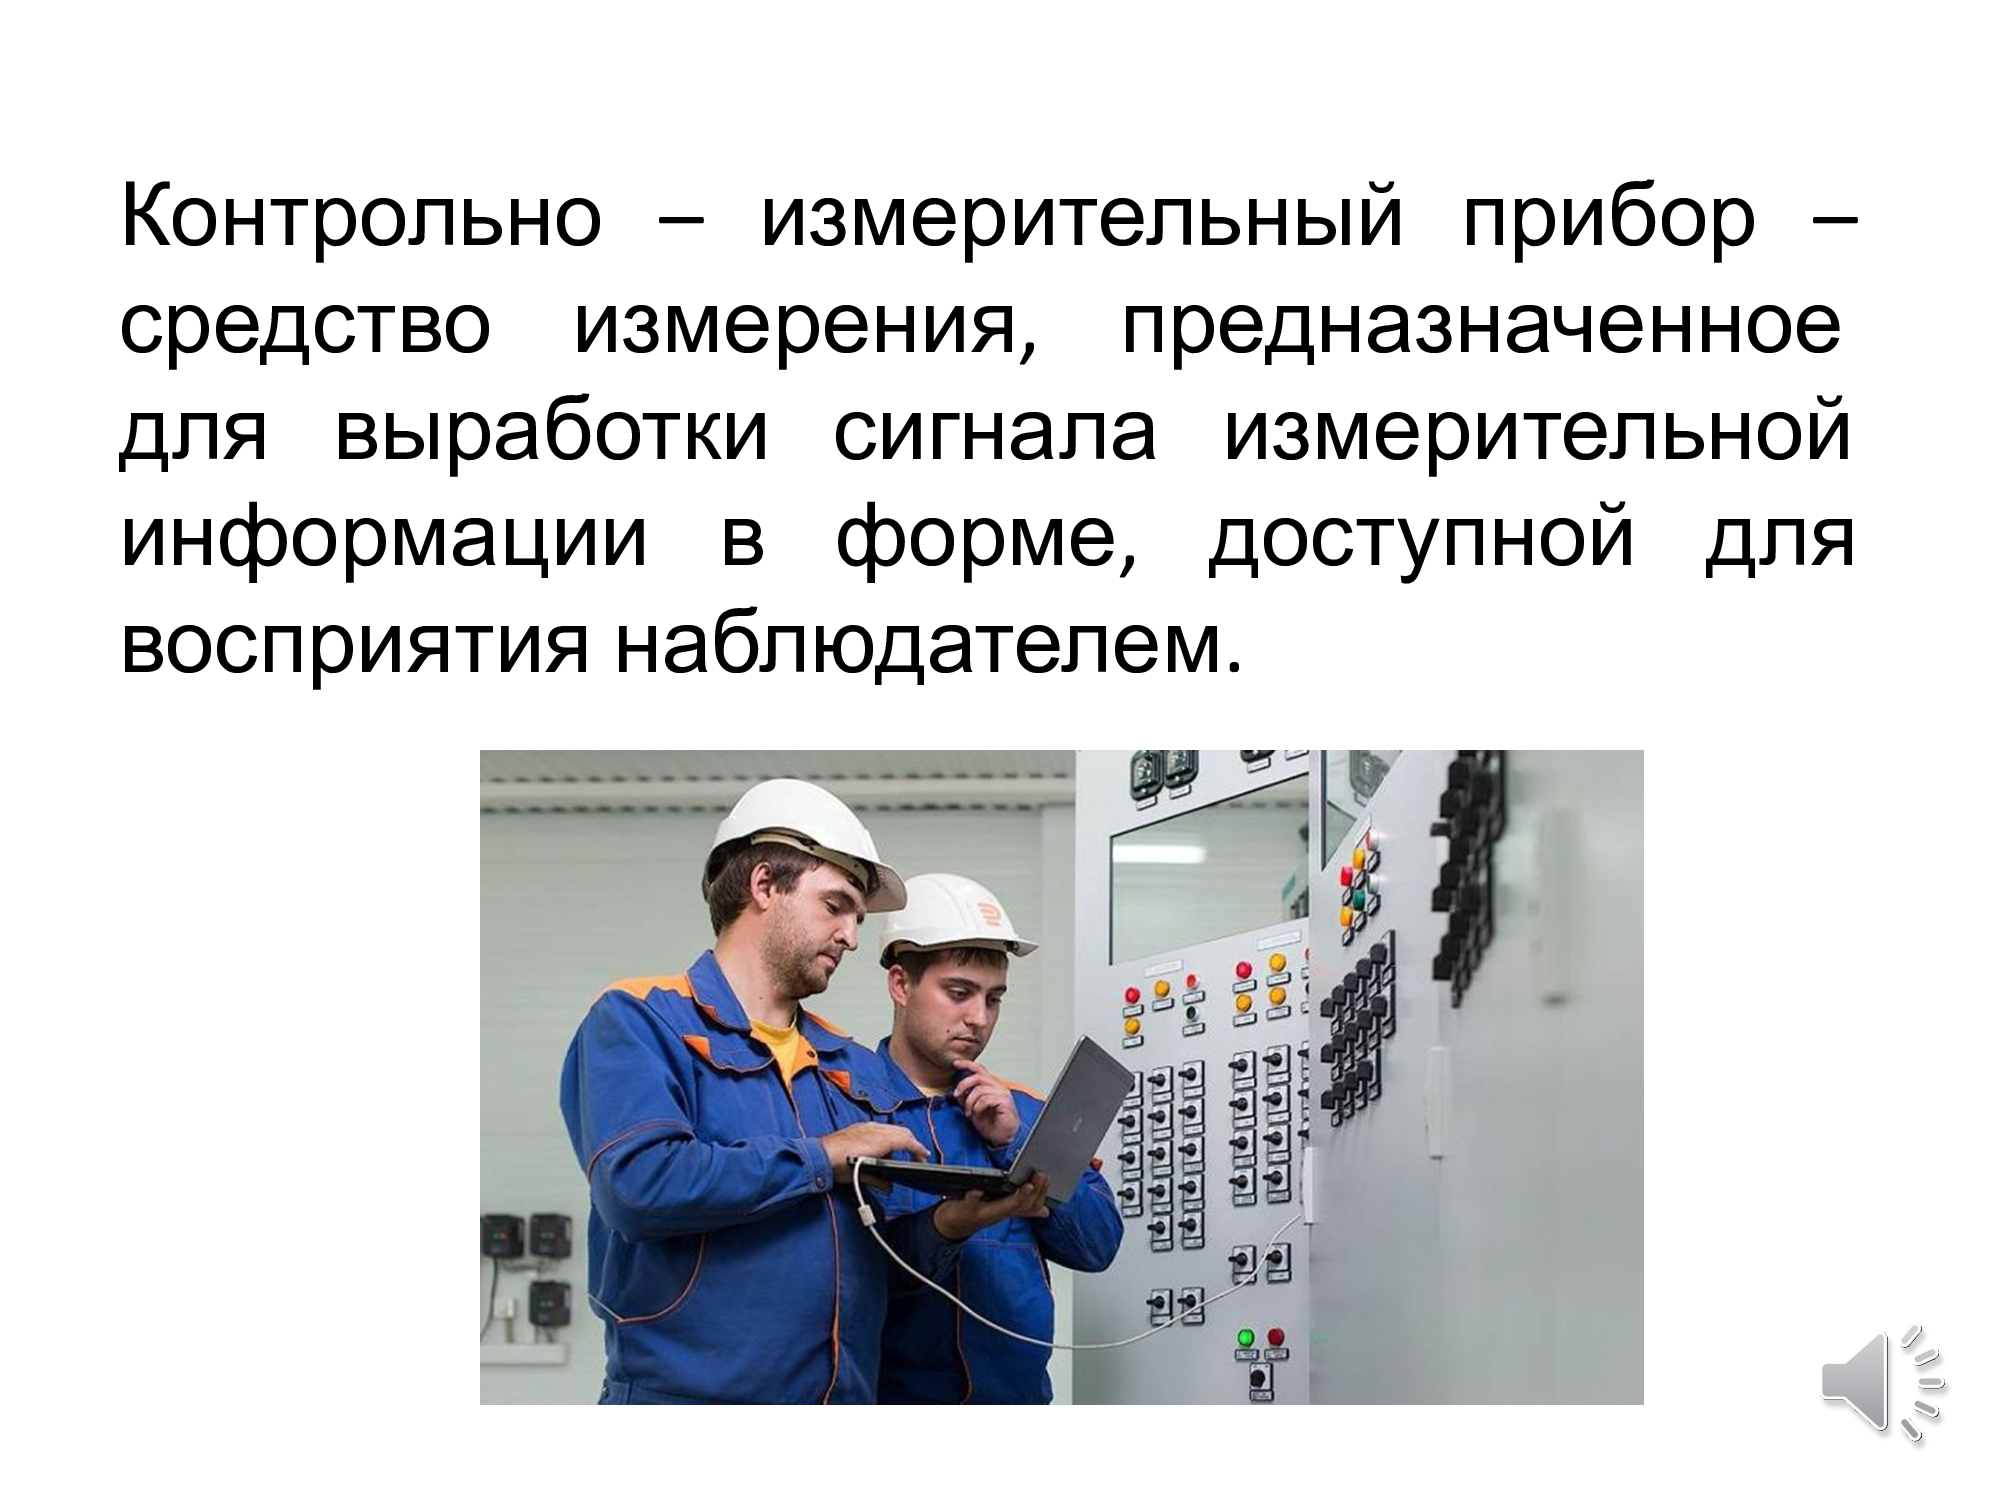 Контрольно – измерительный прибор –
средство измерения, предназначенное
для выработки сигнала измерительной
информации в форме, доступной для
восприятия наблюдателем.